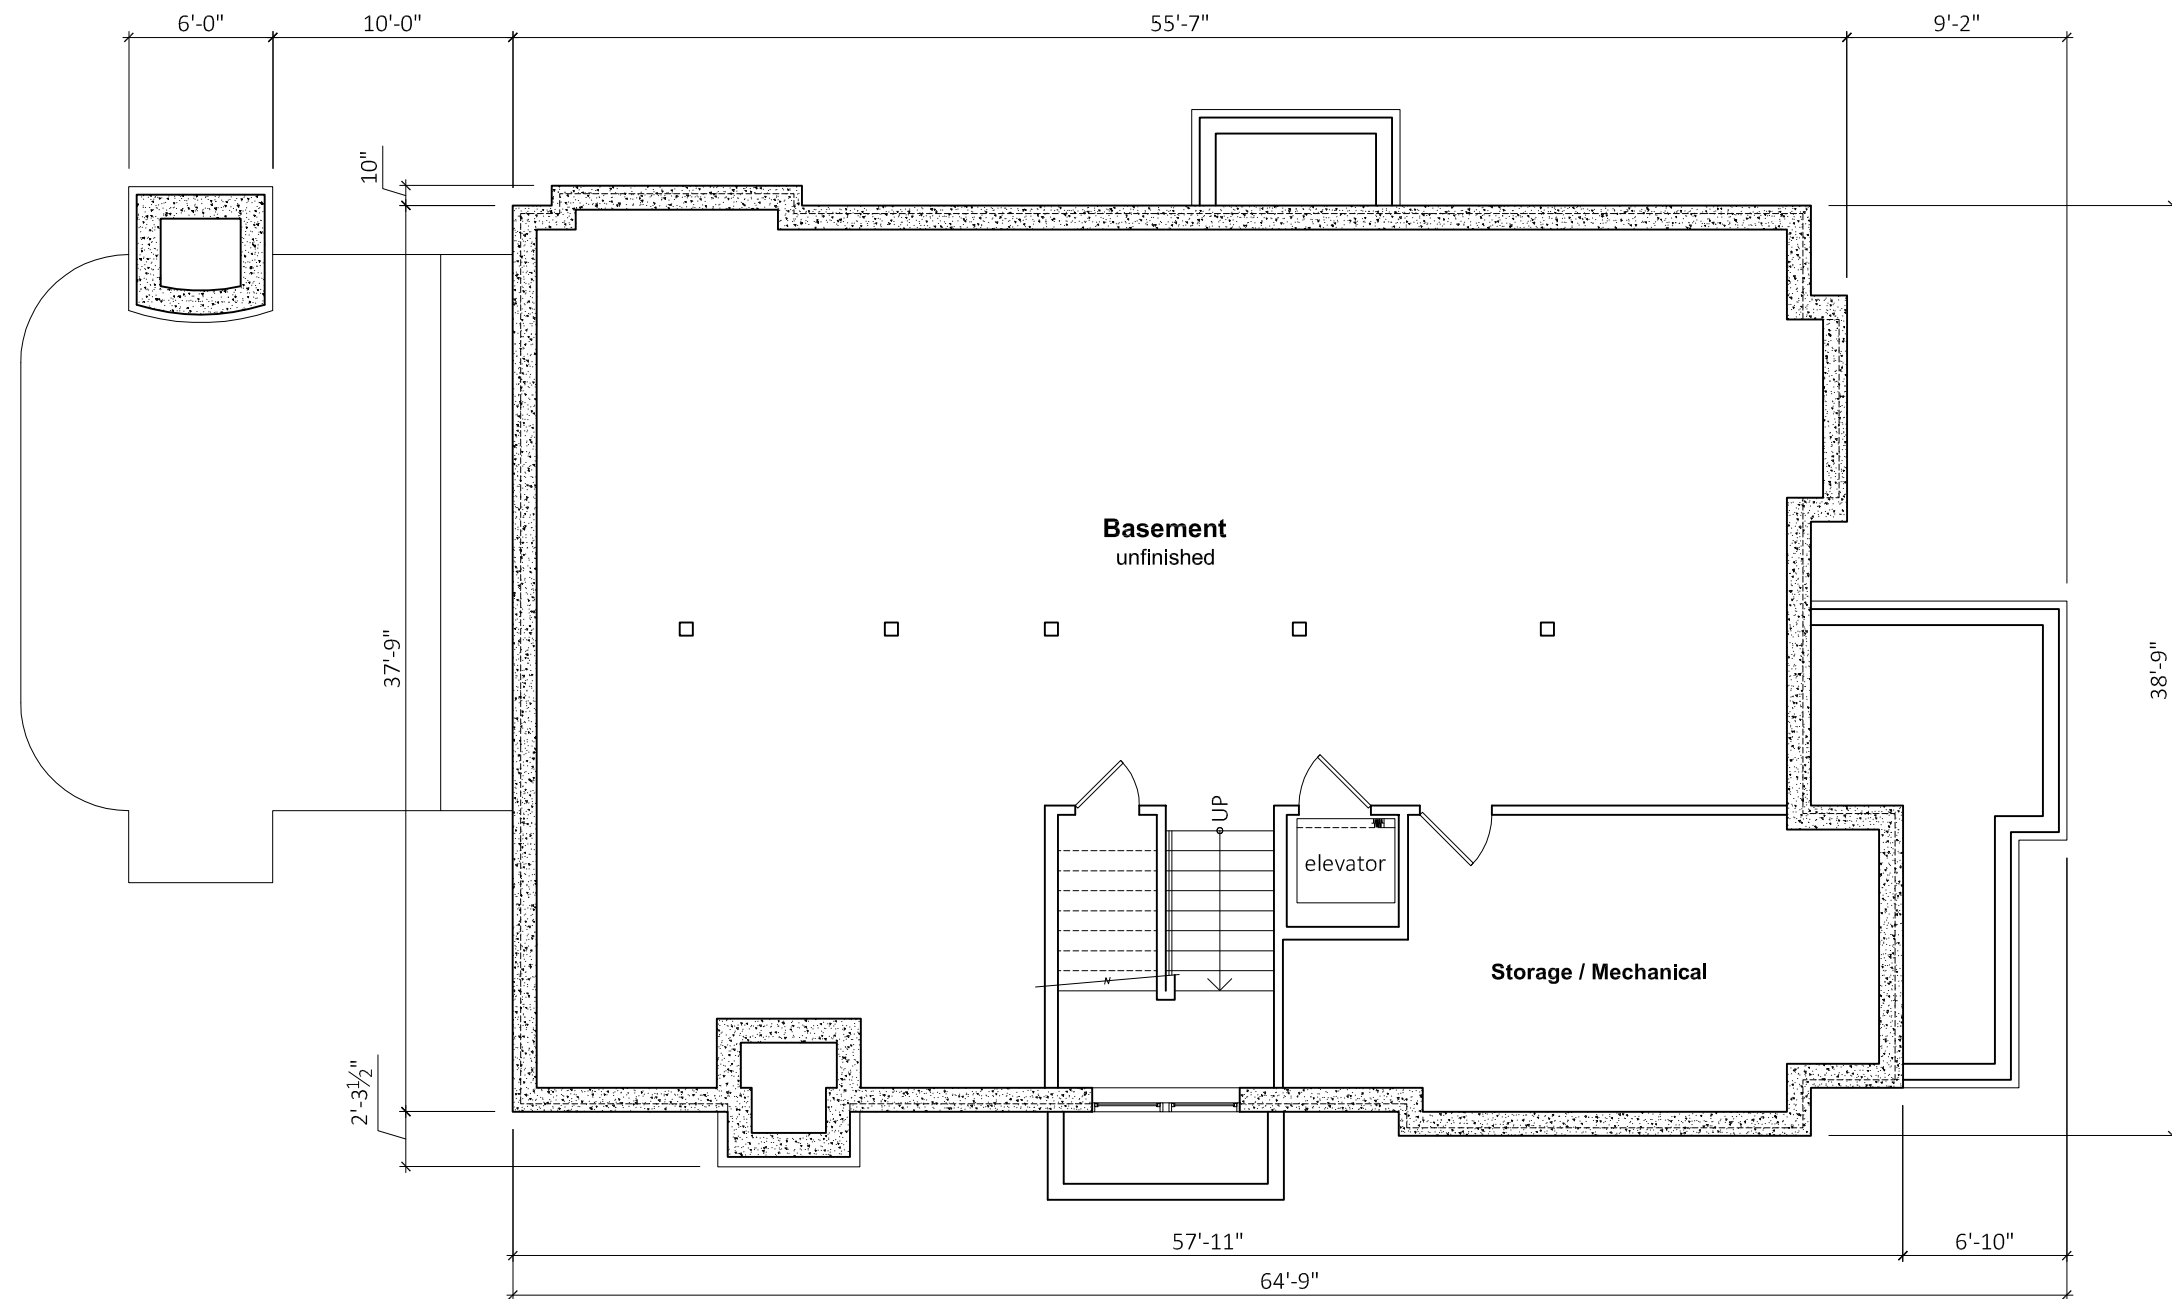 6'-0"
10'-0"
55'-7"
9'-2"
10"
Basement
unfinished
37'-9"
38'-9"
UP
elevator
Storage / Mechanical
N
2'-3½"
57'-11"
6'-10"
64'-9"